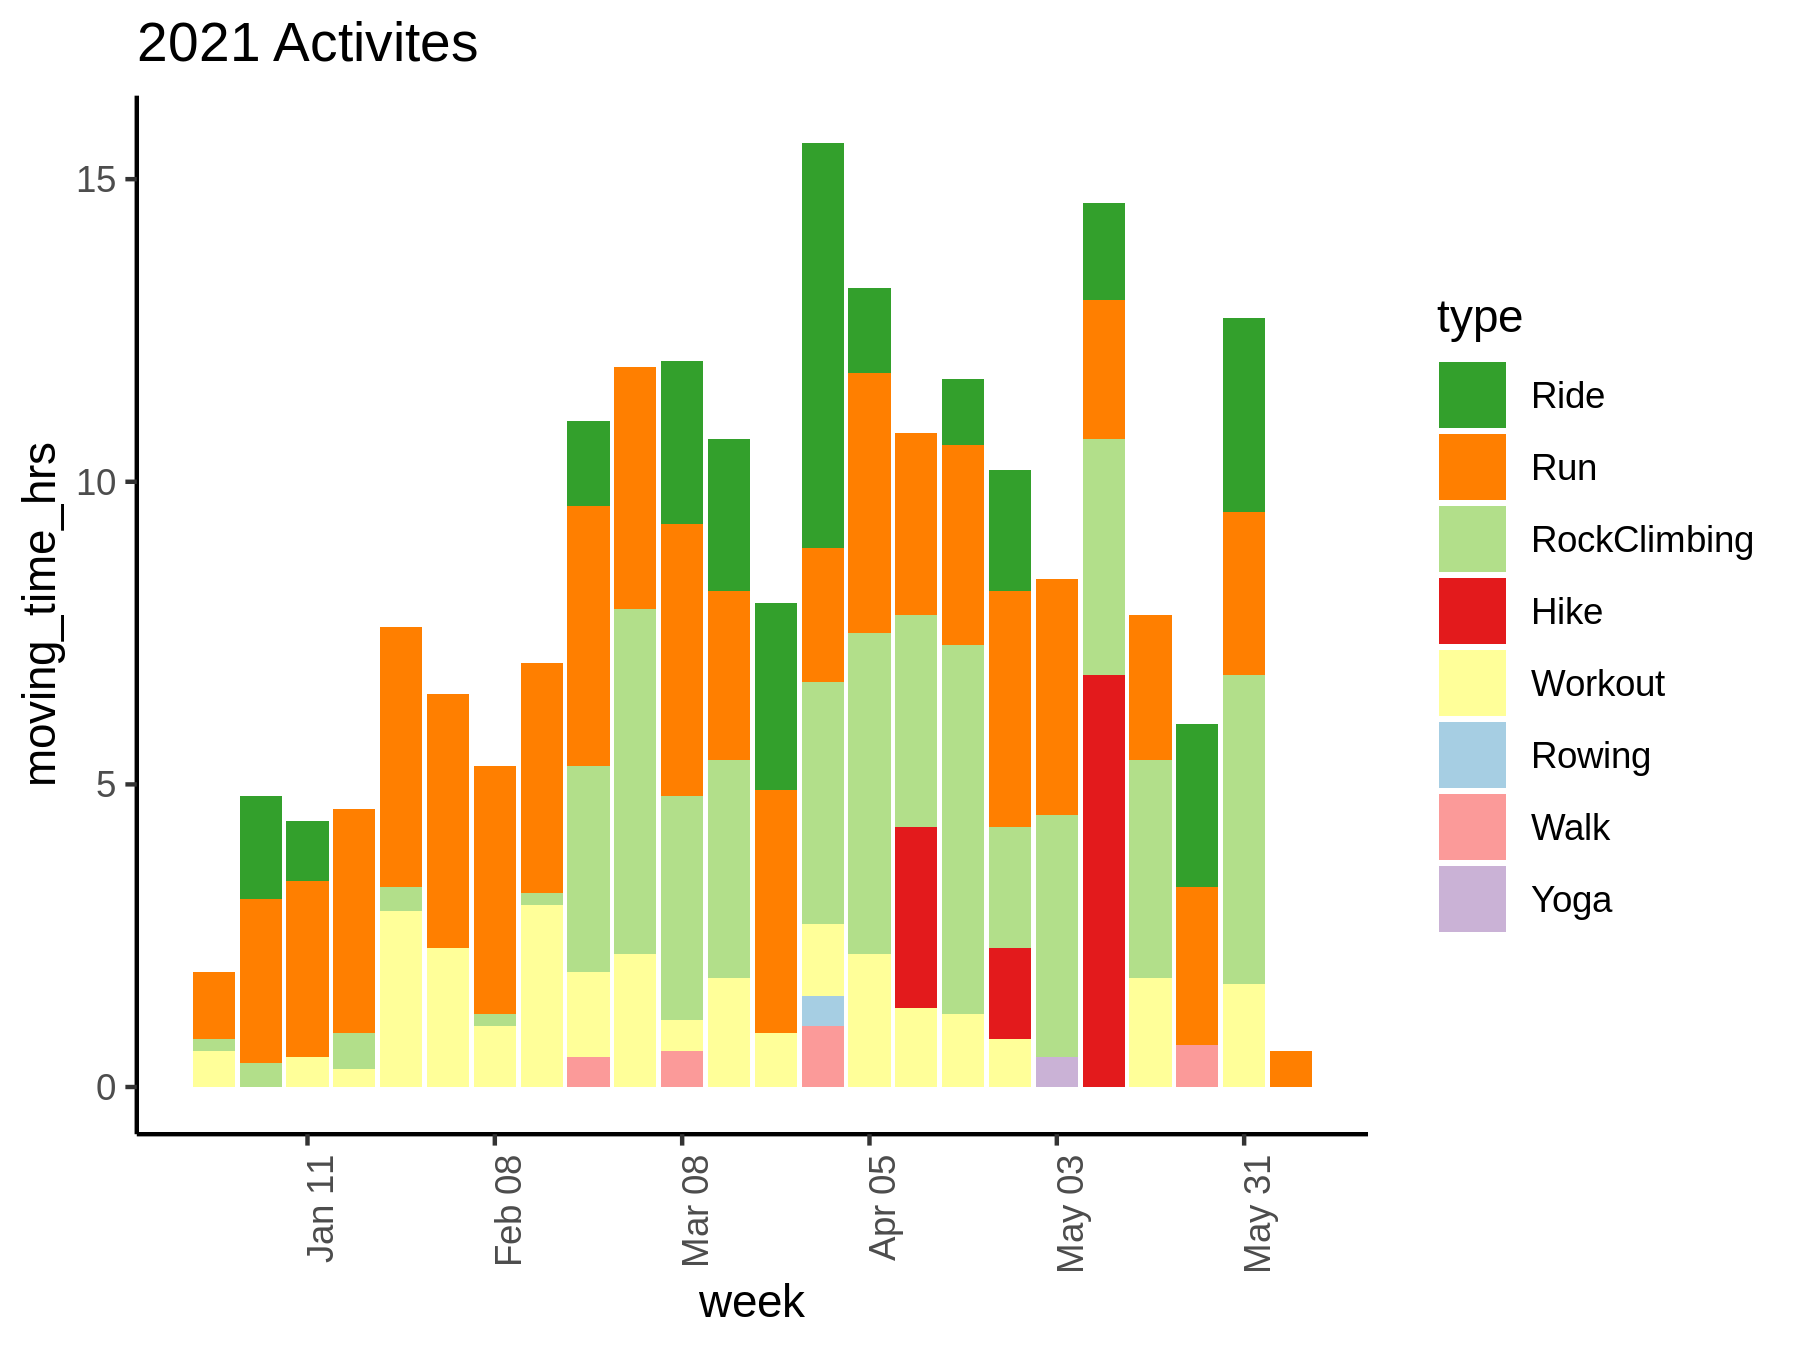 2021 Activites
moving_time_hrs
15
10
5
0
Jan 11
Feb 08
Mar 08
Apr 05
May 03
May 31
week
type
Ride
Run
RockClimbing
Hike
Workout
Rowing
Walk
Yoga